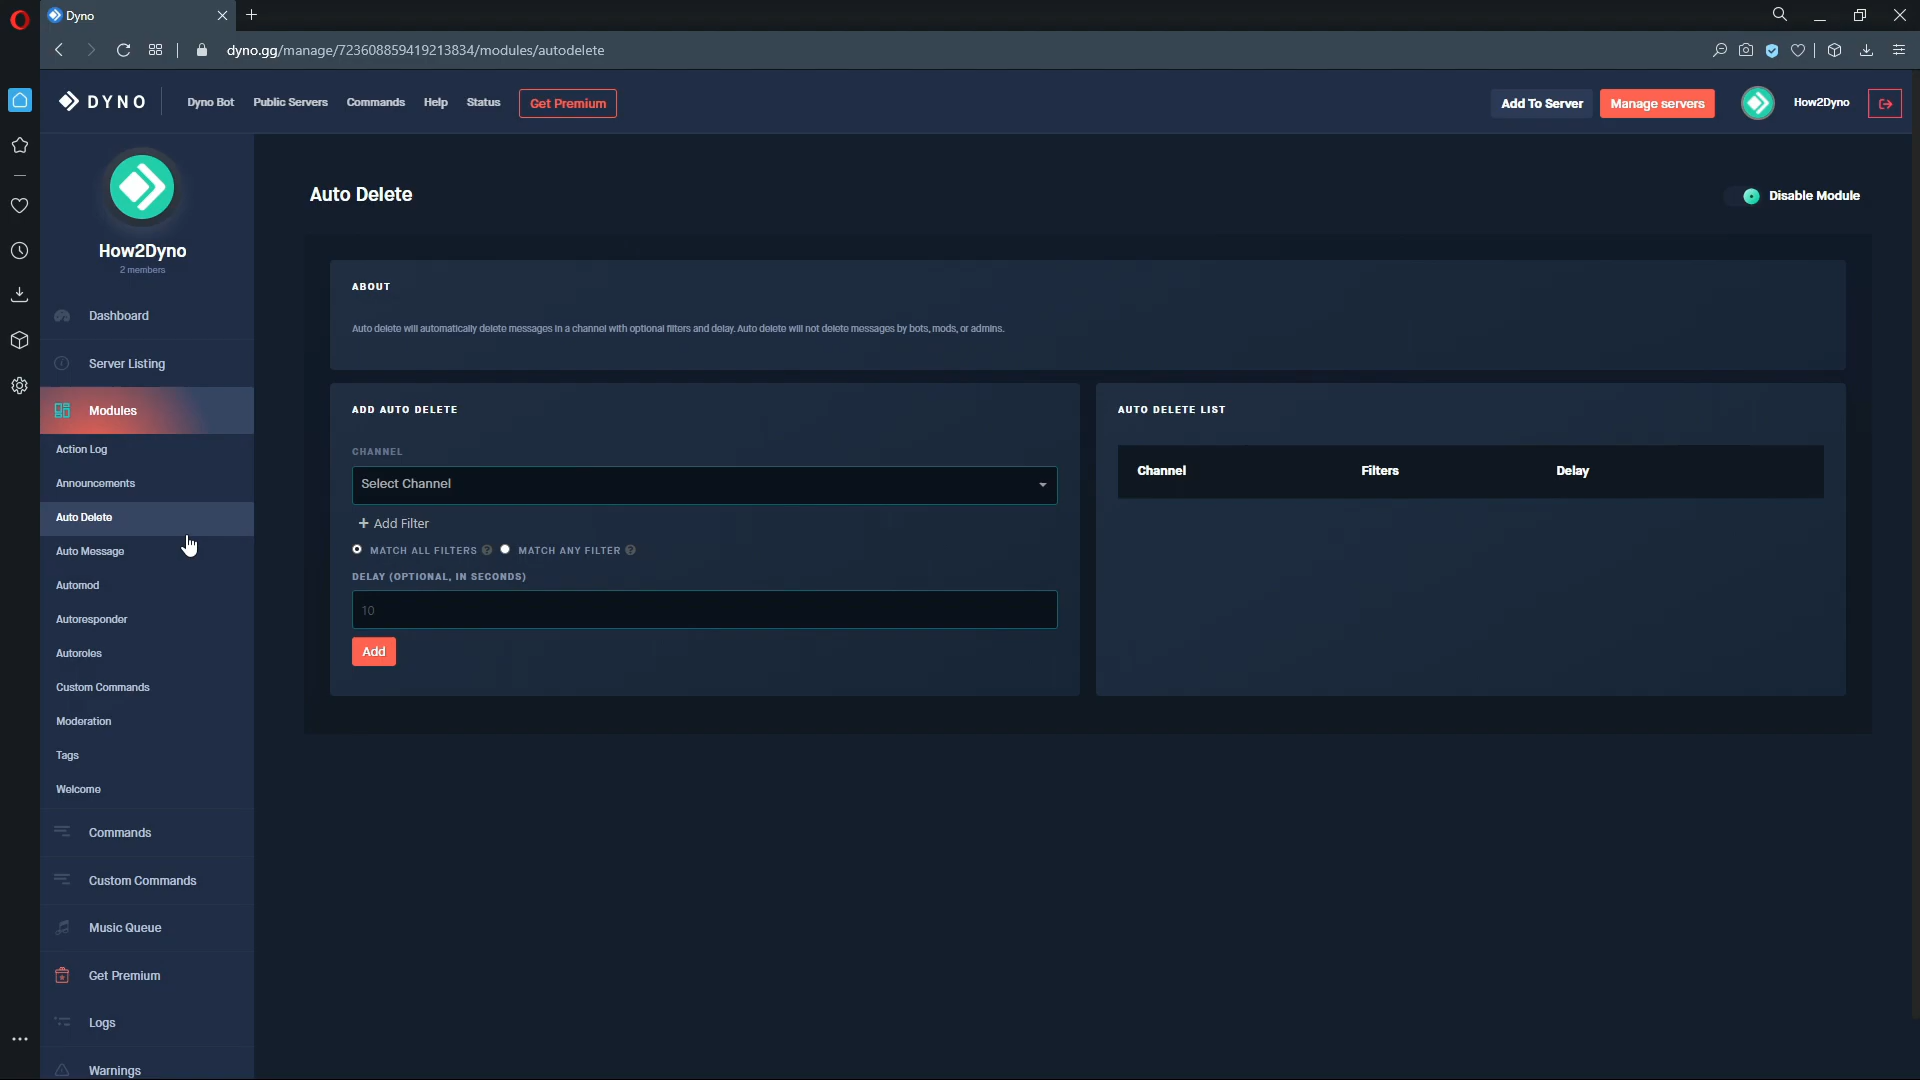 Dyno
dyno.gg/manage/723608859419213834/modules/autodelete
DYNO
Dyno Bot
Public Servers
Commands
Help
Status
Get Premium
Add To Server
Manage servers
How2Dyno
How2Dyno
2 members
Dashboard
Server Listing
Modules
Action Log
Announcements
Auto Delete
Auto Message
Automod
Autoresponder
Autoroles
Custom Commands
Moderation
Tags
Welcome
Commands
Custom Commands
Music Queue
Get Premium
Logs
Warnings
Auto Delete
Disable Module
ABOUT
Auto delete will automatically delete messages in a channel with optional filters and delay. Auto delete will not delete messages by bots, mods, or admins.
ADD AUTO DELETE
CHANNEL
Select Channel
+ Add Filter
MATCH ALL FILTERS ? MATCH ANY FILTER ?
DELAY (OPTIONAL, IN SECONDS)
10
Add
AUTO DELETE LIST
Channel Filters Delay